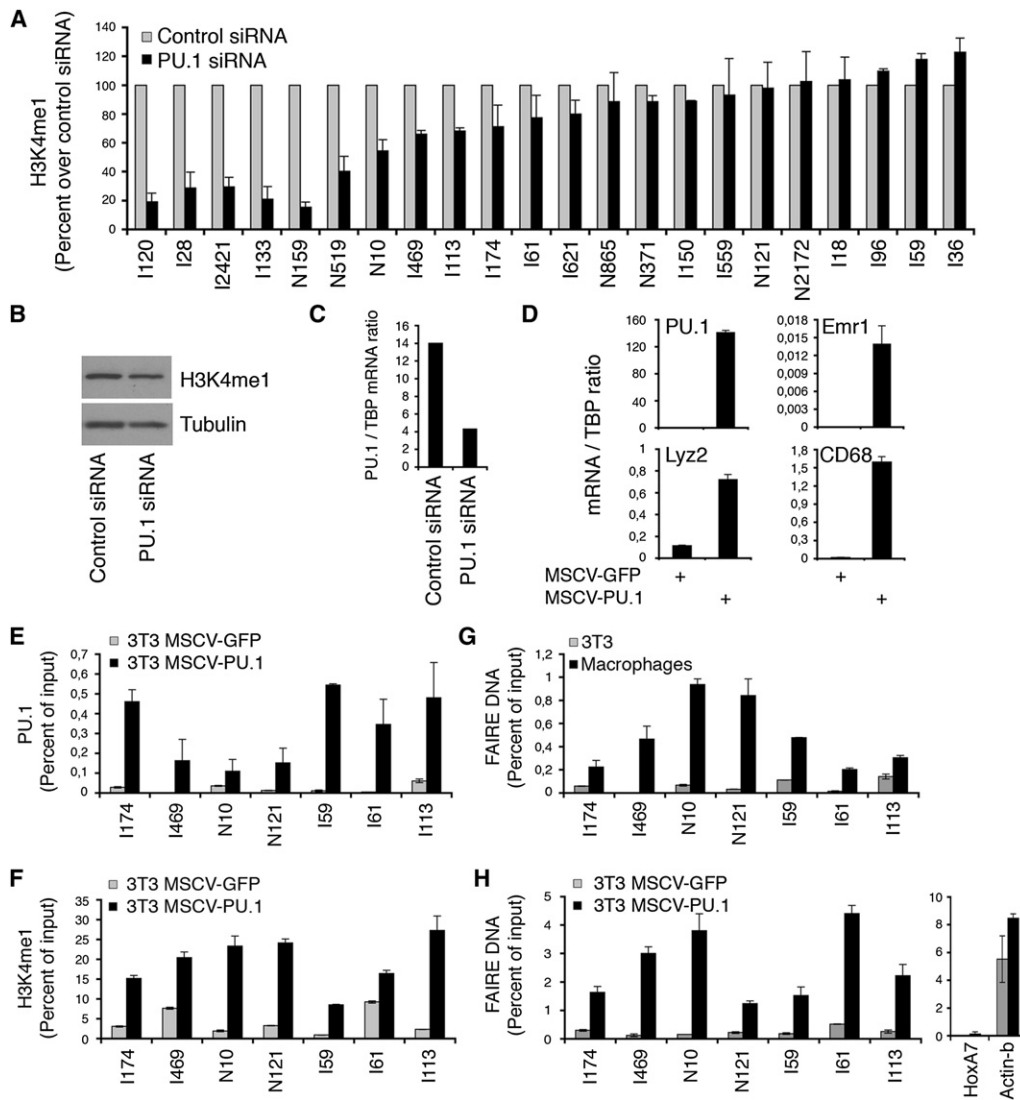 A
H3K4me1
(Percent over control siRNA)
Control siRNA
PU.1 siRNA
140
120
100
80
60
40
20
0
I120
I28
I2421
I133
N159
N519
N10
I469
I113
I174
I61
I621
N865
N371
I150
I559
N121
N2172
I18
I96
I59
I36
B
H3K4me1
Tubulin
Control siRNA
PU.1 siRNA
C
PU.1 / TBP mRNA ratio
16
14
12
10
8
6
4
2
0
Control siRNA
PU.1 siRNA
D
mRNA / TBP ratio
PU.1
160
120
80
40
0
Emr1
0,018
0,015
0,012
0,009
0,006
0,003
0
Lyz2
1
0,8
0,6
0,4
0,2
0
CD68
1,8
1,5
1,2
0,9
0,6
0,3
0
MSCV-GFP + +
MSCV-PU.1 + +
E
3T3 MSCV-GFP
3T3 MSCV-PU.1
PU.1
(Percent of input)
0,7
0,6
0,5
0,4
0,3
0,2
0,1
0
I174
I469
N10
N121
I59
I61
I113
G
3T3
Macrophages
FAIRE DNA
(Percent of input)
1,2
1
0,8
0,6
0,4
0,2
I174
I469
N10
N121
I59
I61
I113
F
3T3 MSCV-GFP
3T3 MSCV-PU.1
H3K4me1
(Percent of input)
35
30
25
20
15
10
5
0
I174
I469
N10
N121
I59
I61
I113
H
3T3 MSCV-GFP
3T3 MSCV-PU.1
FAIRE DNA
(Percent of input)
5
4
3
2
1
0
I174
I469
N10
N121
I59
I61
I113
10
8
6
4
2
0
HoxA7
Actin-b